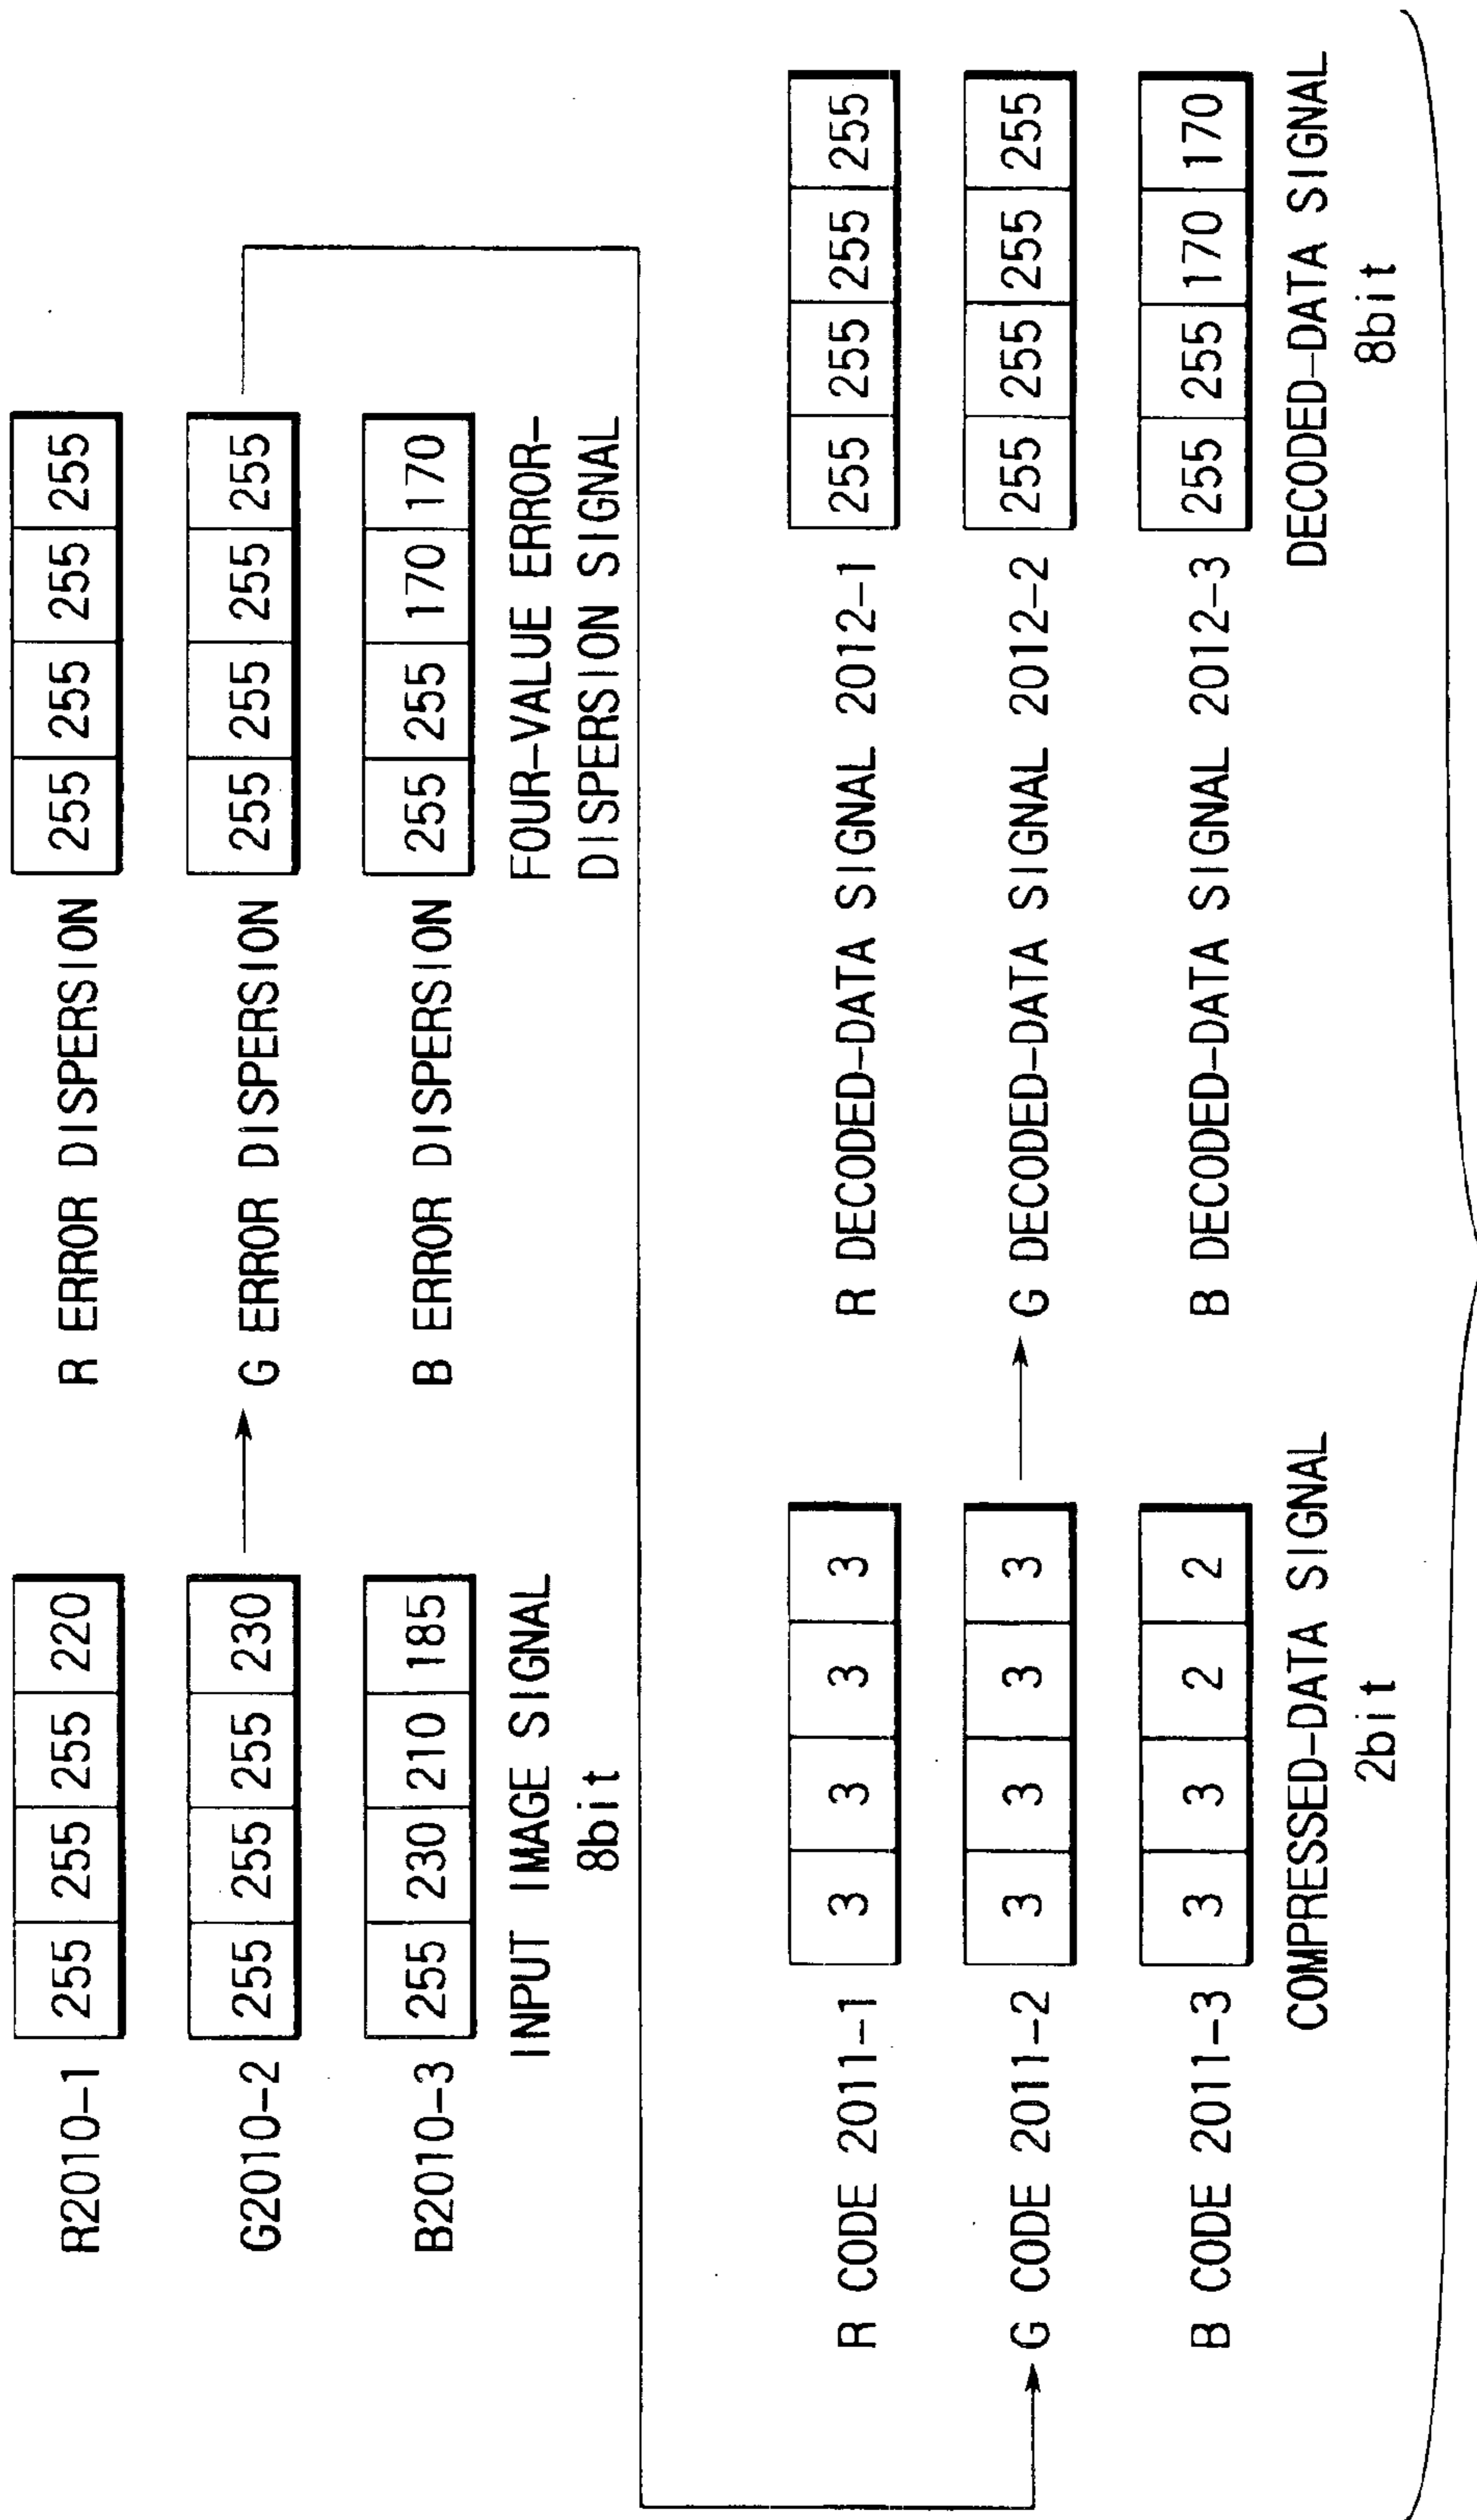 R2010-1 255 255 255 220
G2010-2 255 255 255 230
B2010-3 255 230 210 185
INPUT IMAGE SIGNAL
8bit
R ERROR DISPERSION 255 255 255 255
G ERROR DISPERSION 255 255 255 255
B ERROR DISPERSION 255 255 170 170
FOUR-VALUE ERROR-
DISPERSION SIGNAL
R CODE 2011-1 3 3 3 3
G CODE 2011-2 3 3 3 3
B CODE 2011-3 3 3 2 2
COMPRESSED-DATA SIGNAL
2bit
R DECODED-DATA SIGNAL 2012-1 255 255 255 255
G DECODED-DATA SIGNAL 2012-2 255 255 255 255
B DECODED-DATA SIGNAL 2012-3 255 255 170 170
DECODED-DATA SIGNAL
8bit